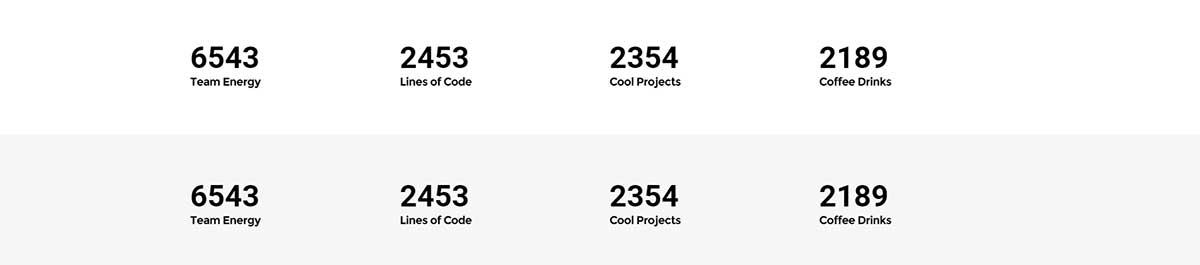 6543 2453 2354 2189
Team Energy Lines of Code Cool Projects Coffee Drinks
6543 2453 2354 2189
Team Energy Lines of Code Cool Projects Coffee Drinks